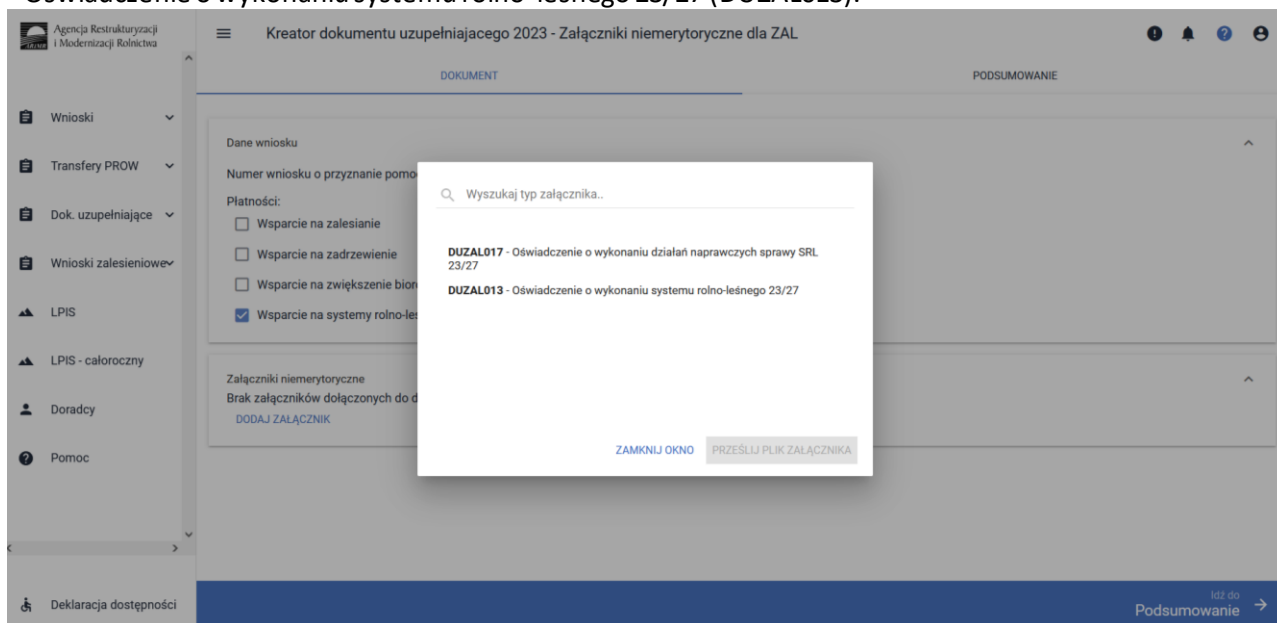 Oświadczenie o wykonaniu systemu rolno-leśnego 23/27 (DUZAL013).
Agencja Restrukturyzacji
i Modernizacji Rolnictwa
Kreator dokumentu uzupełniajacego 2023 - Załączniki niemerytoryczne dla ZAL
DOKUMENT
PODSUMOWANIE
Wnioski
Transfery PROW
Dok. uzupełniające
Wnioski zalesieniowe
LPIS
LPIS - całoroczny
Doradcy
Pomoc
Deklaracja dostępności
Dane wniosku
Numer wniosku o przyznanie pomo
Płatności:
Wsparcie na zalesianie
Wsparcie na zadrzewienie
Wsparcie na zwiększenie bior
Wsparcie na systemy rolno-leś
Załączniki niemerytoryczne
Brak załączników dołączonych do d
DODAJ ZAŁĄCZNIK
Wyszukaj typ załącznika..
DUZAL017 - Oświadczenie o wykonaniu działań naprawczych sprawy SRL
23/27
DUZAL013 - Oświadczenie o wykonaniu systemu rolno-leśnego 23/27
ZAMKNIJ OKNO
PRZEŚLIJ PLIK ZAŁĄCZNIKA
Idź do
Podsumowanie